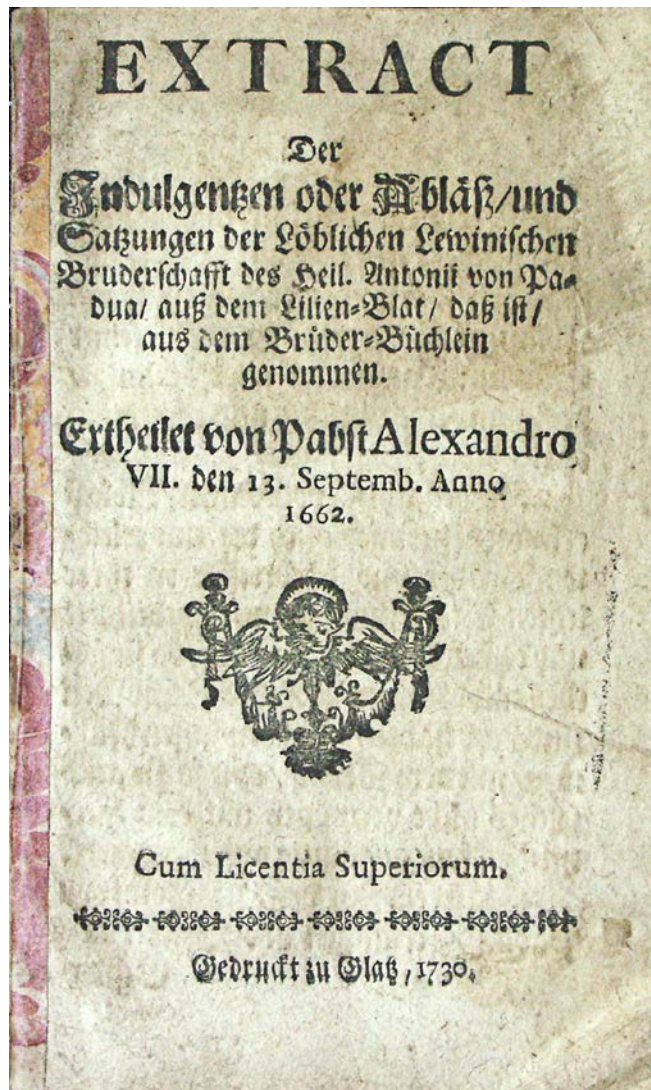 EXTRACT
Der
Indulgentzen oder Abläß/und
Satzungen der Löblichen Lewinischen
Bruderschafft des Heil. Antonii von Pa-
dua/ auß dem Lilien-Blat/ daß ist/
aus dem Brüder-Büchlein
genommen.
Ertheilet von Pabst Alexandro
VII. den 13. Septemb. Anno
1662.
Cum Licentia Superiorum.
Gedruckt zu Glatz, 1730.